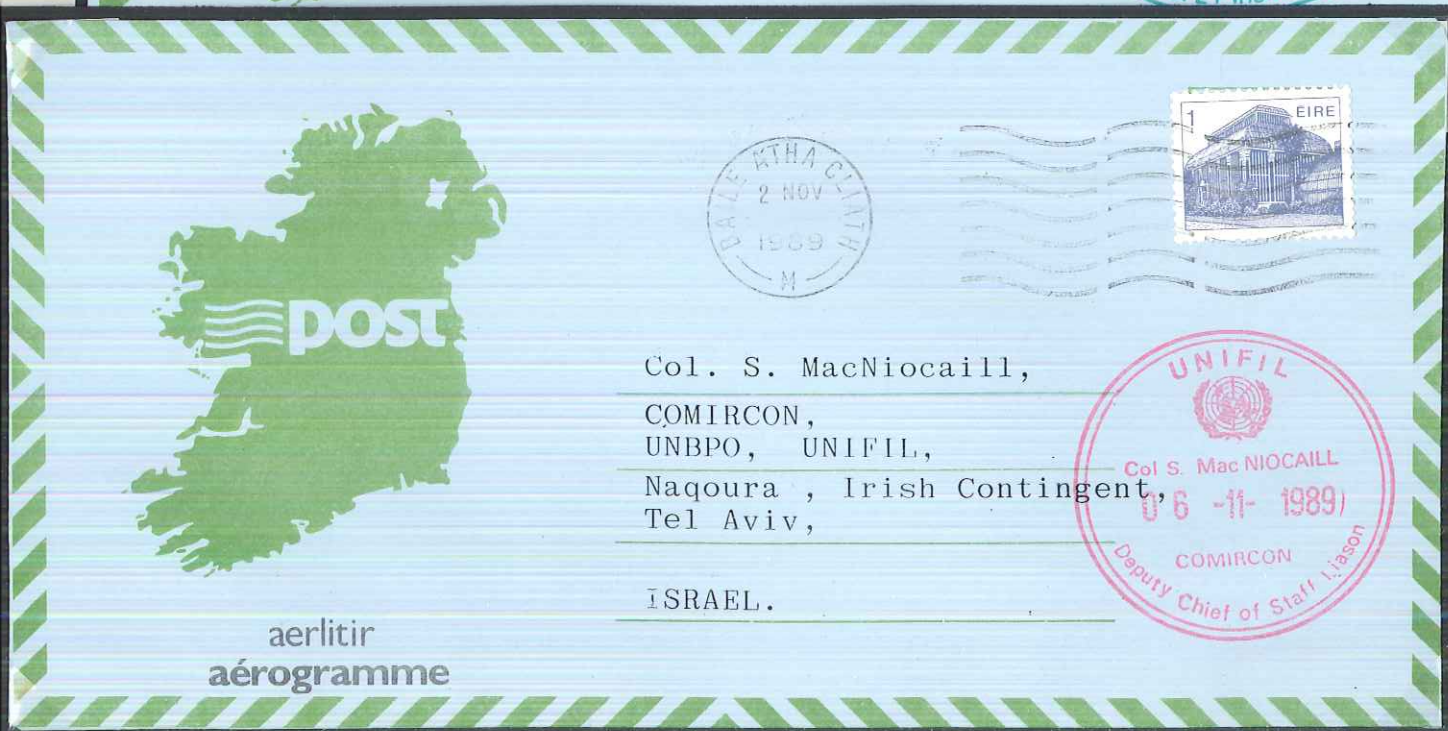 BAILE ÁTHA CLIATH
2 NOV
1989
M
1 EIRE
post
Col. S. MacNiocaill,
COMIRCON,
UNBPO, UNIFIL,
Naqoura , Irish Contingent,
Tel Aviv,
ISRAEL.
UNIFIL
Col S. Mac NIOCAILL
06 -11- 1989
COMIRCON
Deputy Chief of Staff Liason
aerlitir
aérogramme